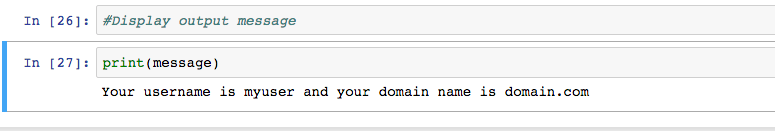 In [26]: #Display output message
In [27]: print(message)
Your username is myuser and your domain name is domain.com